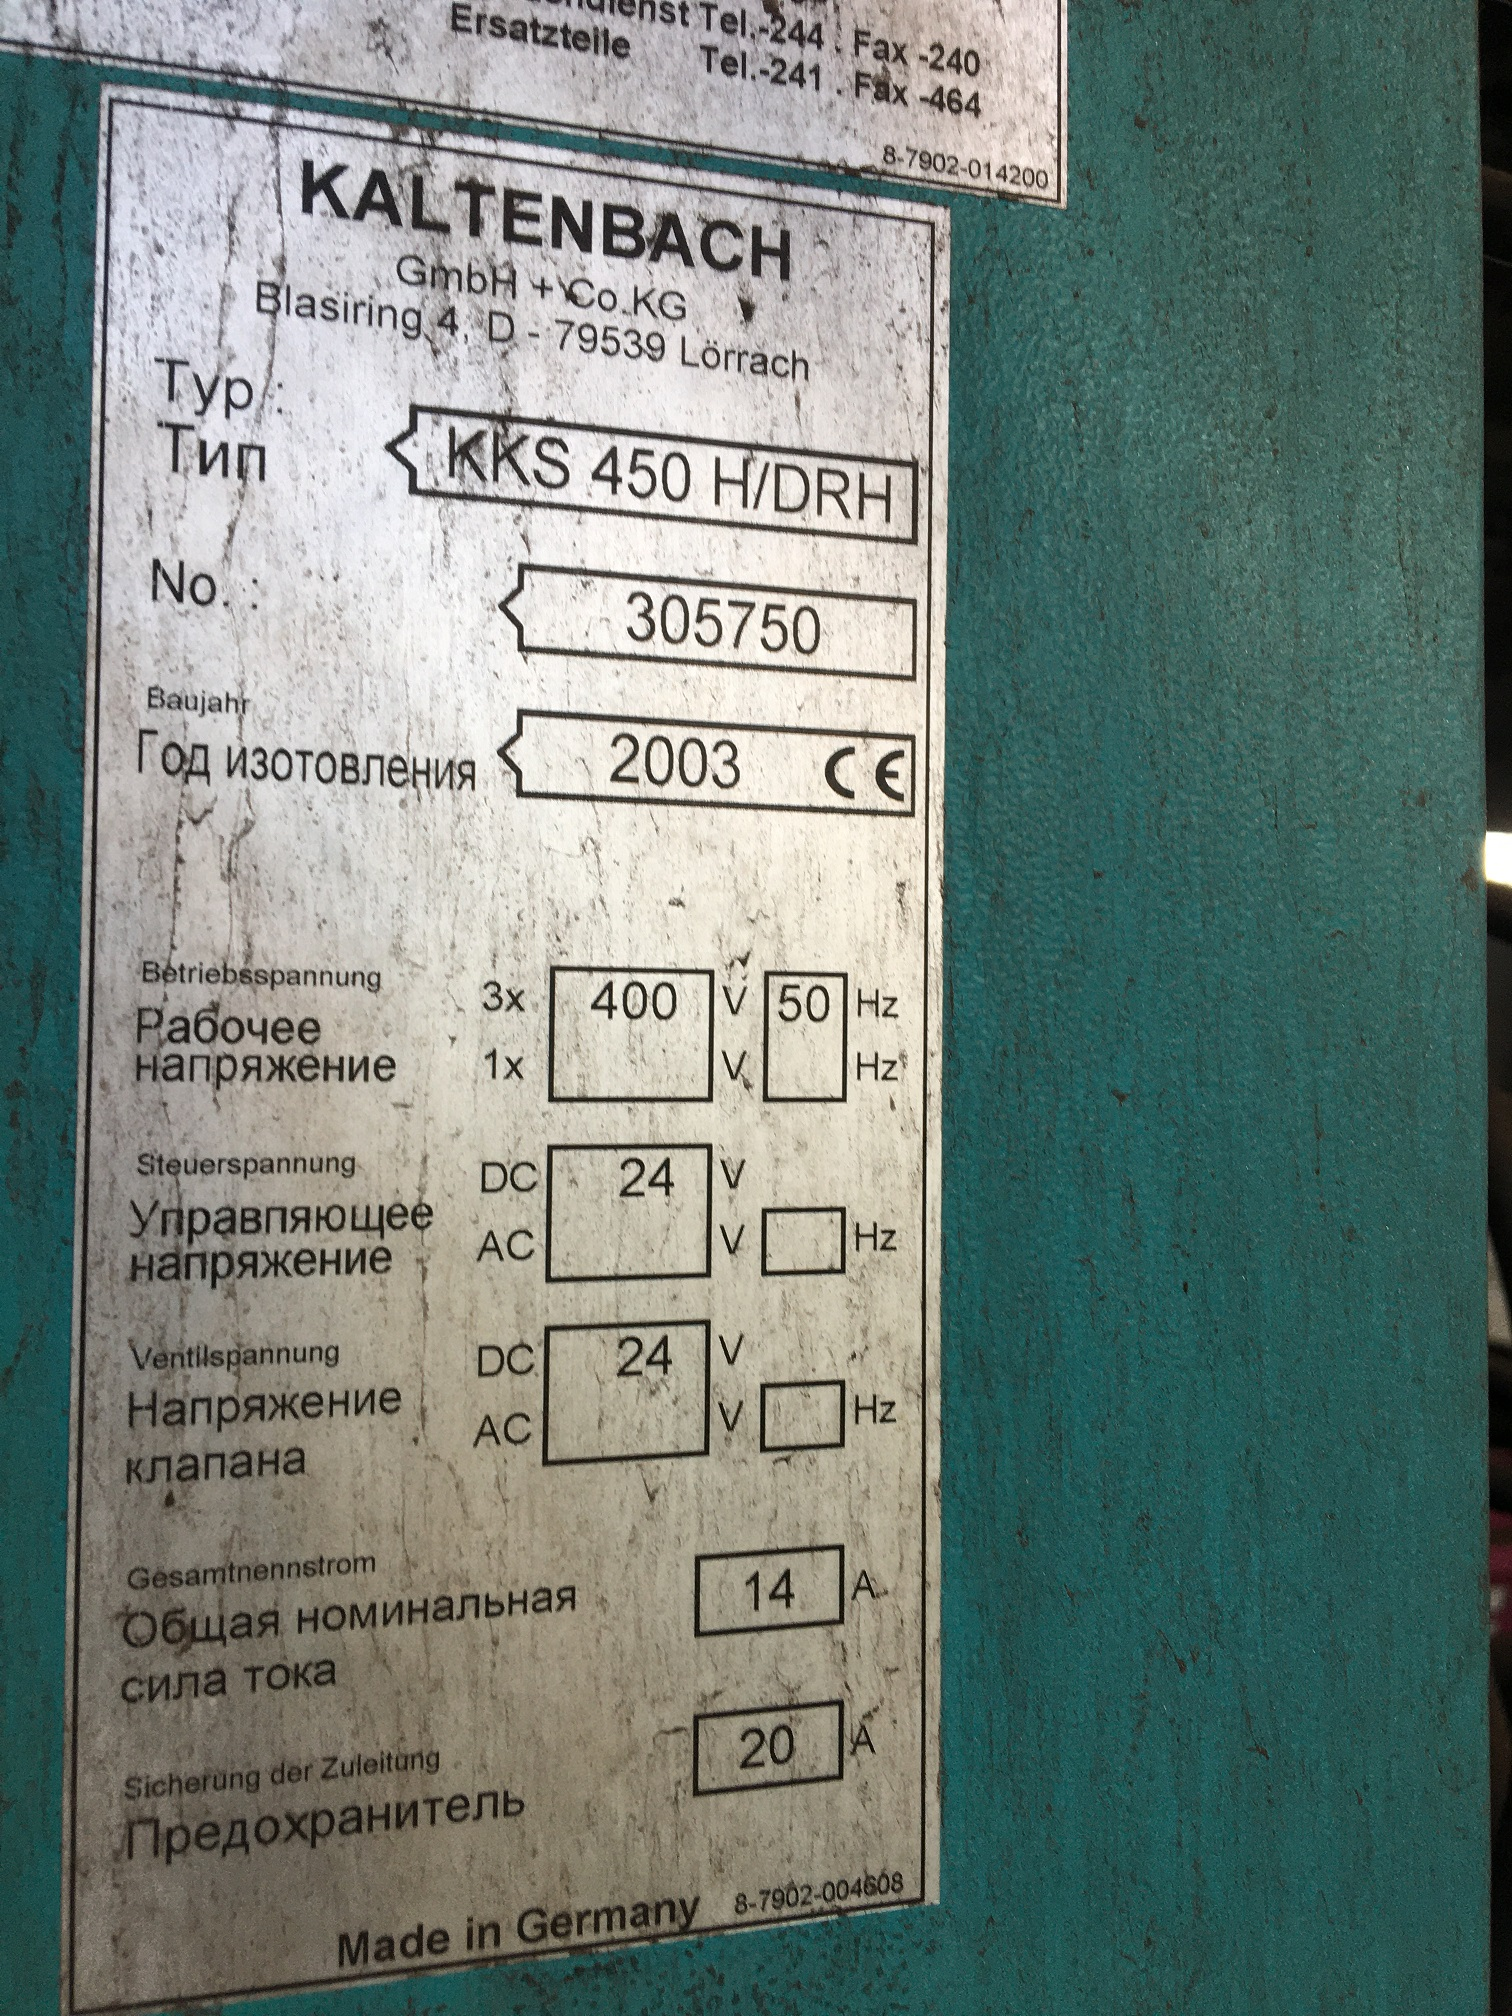 Tel.-244 . Fax -240
Ersatzteile Tel.-241 . Fax -464
8-7902-014200
KALTENBACH
GmbH + Co.KG
Blasiring 4, D - 79539 Lörrach
Typ :
Тип
KKS 450 H/DRH
No. :
305750
Baujahr
Год изотовления
2003 CE
Betriebsspannung
Рабочее
напряжение
3x 400 V 50 Hz
1x V Hz
Steuerspannung
Управпяющее
напряжение
DC 24 V
AC V Hz
Ventilspannung
Напряжение
клапана
DC 24 V
AC V Hz
Gesamtnennstrom
Общая номинальная
сила тока
14 A
Sicherung der Zuleitung
Предохранитель
20 A
Made in Germany 8-7902-004608